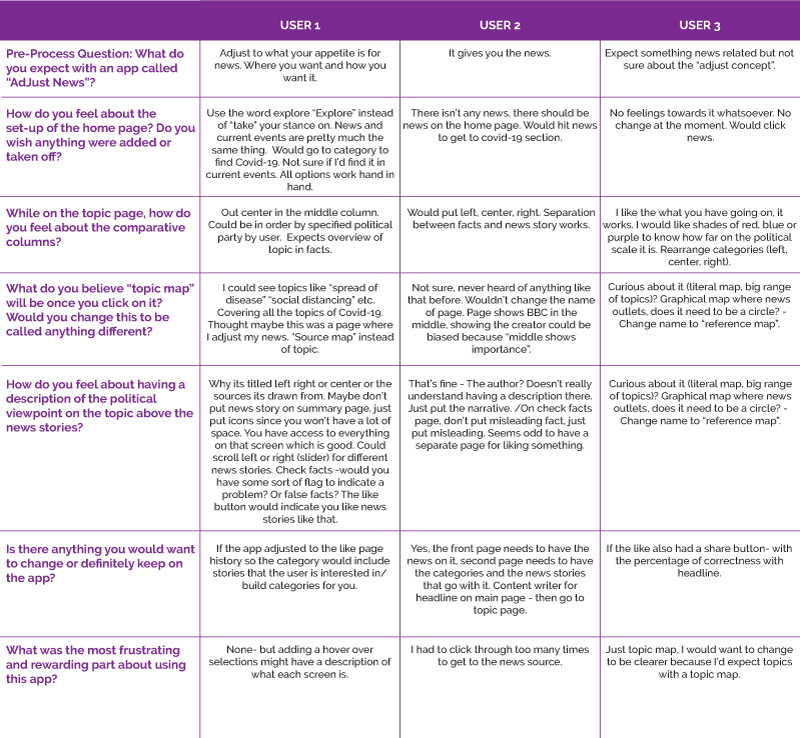 USER 1
USER 2
USER 3
Pre-Process Question: What do
you expect with an app called
“AdJust News”?
Adjust to what your appetite is for
news. Where you want and how you
want it.
It gives you the news.
Expect something news related but not
sure about the “adjust concept”.
How do you feel about the
set-up of the home page? Do you
wish anything were added or
taken off?
Use the word explore “Explore” instead
of “take” your stance on. News and
current events are pretty much the
same thing. Would go to category to
find Covid-19. Not sure if I’d find it in
current events. All options work hand in
hand.
There isn’t any news, there should be
news on the home page. Would hit news
to get to covid-19 section.
No feelings towards it whatsoever. No
change at the moment. Would click
news.
While on the topic page, how do
you feel about the comparative
columns?
Out center in the middle column.
Could be in order by specified political
party by user. Expects overview of
topic in facts.
Would put left, center, right. Separation
between facts and news story works.
I like the what you have going on, it
works. I would like shades of red, blue or
purple to know how far on the political
scale it is. Rearrange categories (left,
center, right).
What do you believe “topic map”
will be once you click on it?
Would you change this to be
called anything different?
I could see topics like “spread of
disease” “social distancing” etc.
Covering all the topics of Covid-19.
Thought maybe this was a page where
I adjust my news. “Source map” instead
of topic.
Not sure, never heard of anything like
that before. Wouldn’t change the name
of page. Page shows BBC in the
middle, showing the creator could be
biased because “middle shows
importance”.
Curious about it (literal map, big range
of topics)? Graphical map where news
outlets, does it need to be a circle? -
Change name to “reference map”.
How do you feel about having a
description of the political
viewpoint on the topic above the
news stories?
Why its titled left right or center or the
sources its drawn from. Maybe don’t
put news story on summary page, just
put icons since you won’t have a lot of
space. You have access to everything
on that screen which is good. Could
scroll left or right (slider) for different
news stories. Check facts -would you
have some sort of flag to indicate a
problem? Or false facts? The like
button would indicate you like news
stories like that.
That’s fine - The author? Doesn’t really
understand having a description there.
Just put the narrative. /On check facts
page, don’t put misleading fact, just
put misleading. Seems odd to have a
separate page for liking something.
Curious about it (literal map, big range
of topics)? Graphical map where news
outlets, does it need to be a circle? -
Change name to “reference map”.
Is there anything you would want
to change or definitely keep on
the app?
If the app adjusted to the like page
history so the category would include
stories that the user is interested in/
build categories for you.
Yes, the front page needs to have the
news on it, second page needs to have
the categories and the news stories
that go with it. Content writer for
headline on main page - then go to
topic page.
If the like also had a share button- with
the percentage of correctness with
headline.
What was the most frustrating
and rewarding part about using
this app?
None- but adding a hover over
selections might have a description of
what each screen is.
I had to click through too many times
to get to the news source.
Just topic map, I would want to change
to be clearer because I’d expect topics
with a topic map.